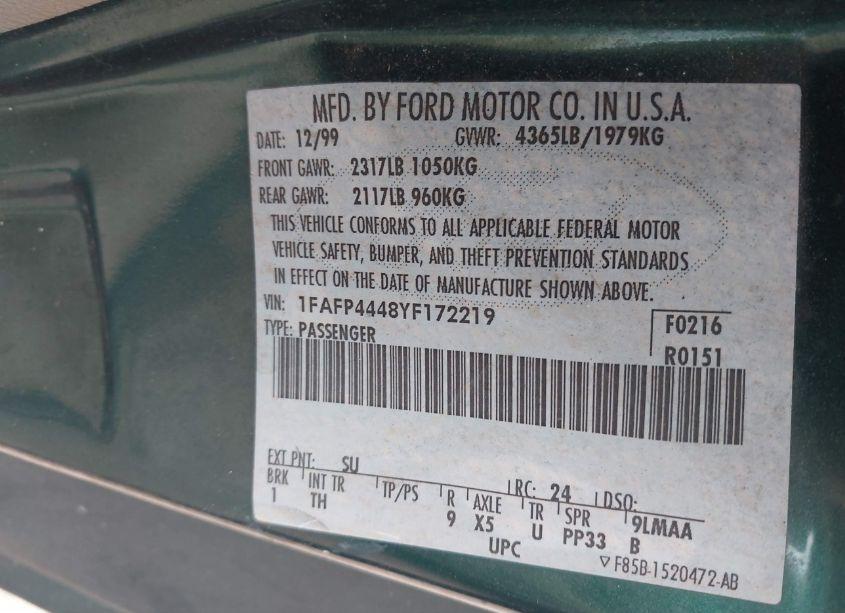 MFD. BY FORD MOTOR CO. IN U.S.A.
DATE: 12/99 GVWR: 4365LB/1979KG
FRONT GAWR: 2317LB 1050KG
REAR GAWR: 2117LB 960KG
THIS VEHICLE CONFORMS TO ALL APPLICABLE FEDERAL MOTOR
VEHICLE SAFETY, BUMPER, AND THEFT PREVENTION STANDARDS
IN EFFECT ON THE DATE OF MANUFACTURE SHOWN ABOVE.
VIN: 1FAFP4448YF172219 F0216
TYPE: PASSENGER R0151
EXT PNT: SU RC: 24 DSO:
BRK INT TR TP/PS R AXLE TR SPR 9LMAA
1 TH 9 X5 U PP33 B
UPC ▽ F85B-1520472-AB